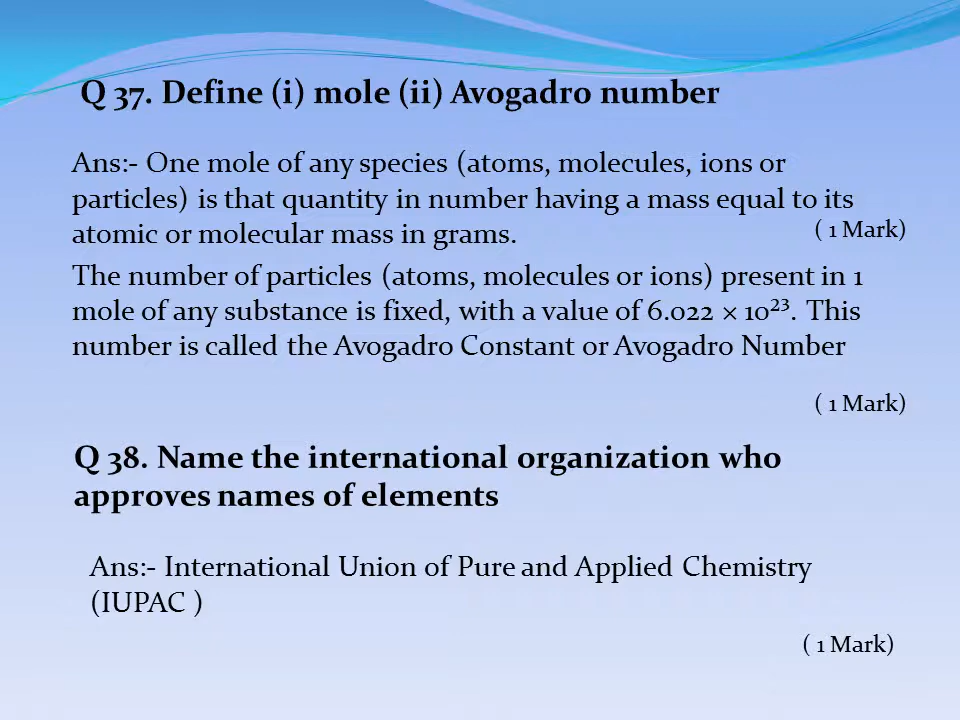 Q 37. Define (i) mole (ii) Avogadro number
Ans:- One mole of any species (atoms, molecules, ions or
particles) is that quantity in number having a mass equal to its
atomic or molecular mass in grams.
( 1 Mark)
The number of particles (atoms, molecules or ions) present in 1
mole of any substance is fixed, with a value of 6.022 × 10²³. This
number is called the Avogadro Constant or Avogadro Number
( 1 Mark)
Q 38. Name the international organization who
approves names of elements
Ans:- International Union of Pure and Applied Chemistry
(IUPAC )
( 1 Mark)